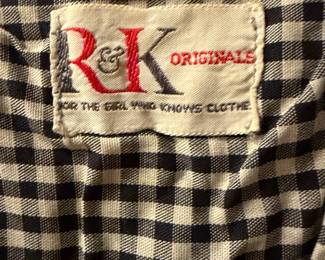 R&K ORIGINALS
FOR THE GIRL WHO KNOWS CLOTHES